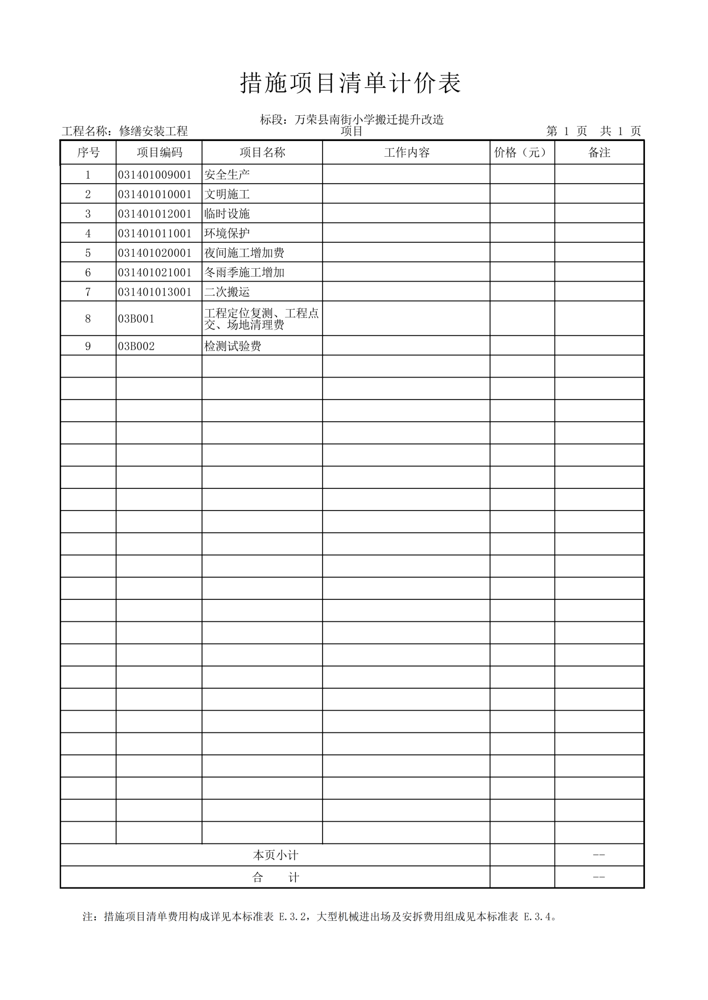 措施项目清单计价表
标段：万荣县南街小学搬迁提升改造
工程名称：修缮安装工程 项目 第 1 页 共 1 页
序号 项目编码 项目名称 工作内容 价格（元） 备注
1 031401009001 安全生产
2 031401010001 文明施工
3 031401012001 临时设施
4 031401011001 环境保护
5 031401020001 夜间施工增加费
6 031401021001 冬雨季施工增加
7 031401013001 二次搬运
8 03B001 工程定位复测、工程点
交、场地清理费
9 03B002 检测试验费
本页小计 --
合 计 --
注：措施项目清单费用构成详见本标准表 E.3.2，大型机械进出场及安拆费用组成见本标准表 E.3.4。